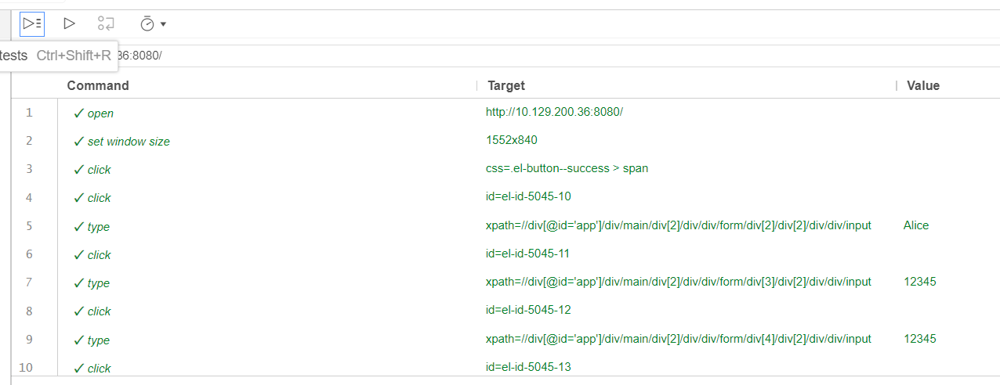 tests Ctrl+Shift+R 36:8080/
Command Target Value
1 ✓ open http://10.129.200.36:8080/
2 ✓ set window size 1552x840
3 ✓ click css=.el-button--success > span
4 ✓ click id=el-id-5045-10
5 ✓ type xpath=//div[@id='app']/div/main/div[2]/div/div/form/div[2]/div[2]/div/div/input Alice
6 ✓ click id=el-id-5045-11
7 ✓ type xpath=//div[@id='app']/div/main/div[2]/div/div/form/div[3]/div[2]/div/div/input 12345
8 ✓ click id=el-id-5045-12
9 ✓ type xpath=//div[@id='app']/div/main/div[2]/div/div/form/div[4]/div[2]/div/div/input 12345
10 ✓ click id=el-id-5045-13